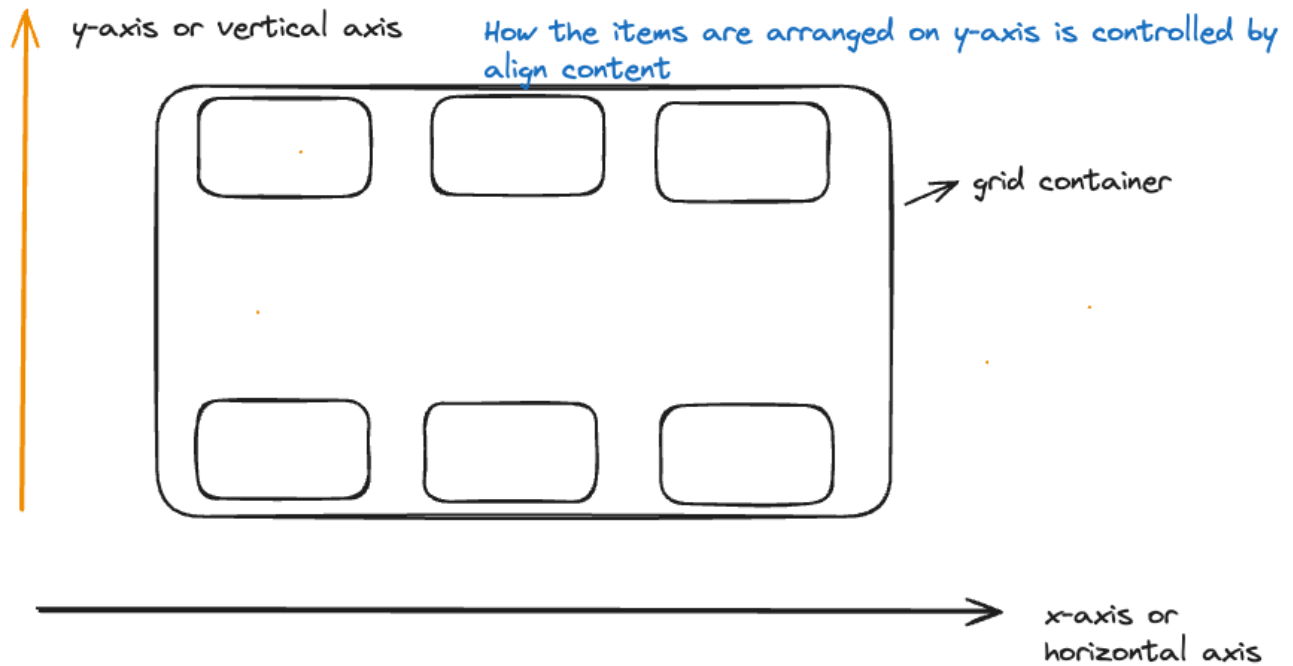 y-axis or vertical axis
How the items are arranged on y-axis is controlled by
align content
grid container
x-axis or
horizontal axis